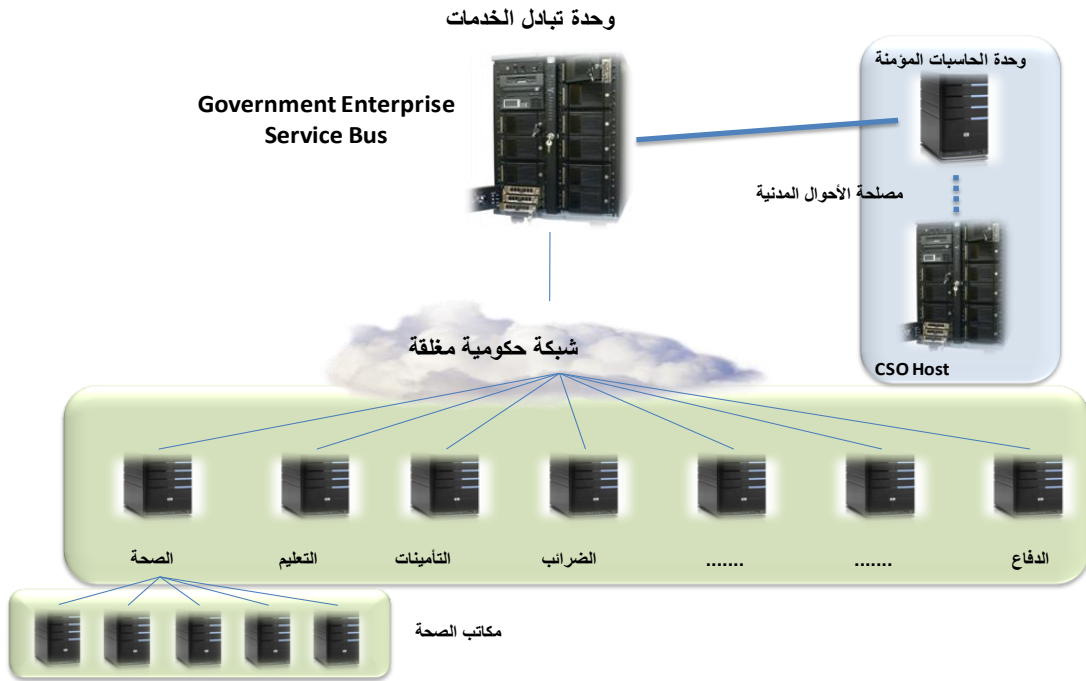 وحدة تبادل الخدمات
Government Enterprise
Service Bus
وحدة الحاسبات المؤمنة
مصلحة الأحوال المدنية
CSO Host
شبكة حكومية مغلقة
الصحة
التعليم
التأمينات
الضرائب
.......
.......
الدفاع
مكاتب الصحة